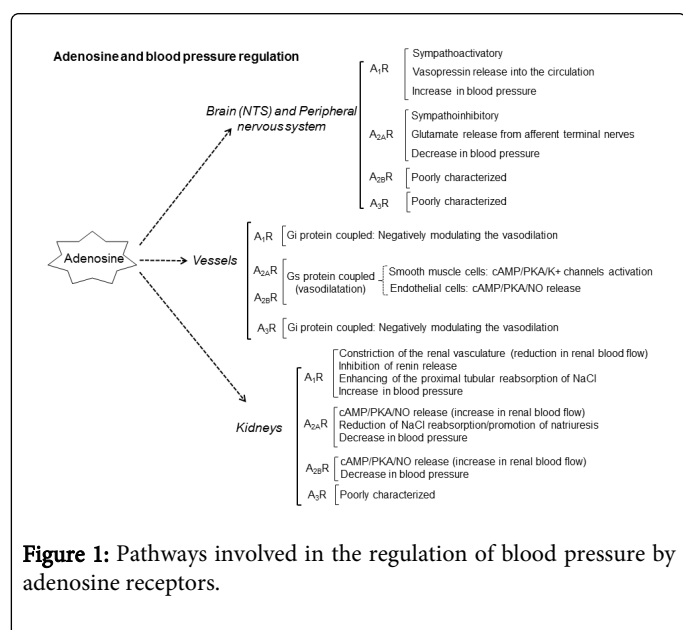 Adenosine and blood pressure regulation
Brain (NTS) and Peripheral
nervous system
A1R
Sympathoactivatory
Vasopressin release into the circulation
Increase in blood pressure
A2AR
Sympathoinhibitory
Glutamate release from afferent terminal nerves
Decrease in blood pressure
A2BR
Poorly characterized
A3R
Poorly characterized
Adenosine
Vessels
A1R
Gi protein coupled: Negatively modulating the vasodilation
A2AR
A2BR
Gs protein coupled
(vasodilatation)
Smooth muscle cells: cAMP/PKA/K+ channels activation
Endothelial cells: cAMP/PKA/NO release
A3R
Gi protein coupled: Negatively modulating the vasodilation
Kidneys
A1R
Constriction of the renal vasculature (reduction in renal blood flow)
Inhibition of renin release
Enhancing of the proximal tubular reabsorption of NaCl
Increase in blood pressure
A2AR
cAMP/PKA/NO release (increase in renal blood flow)
Reduction of NaCl reabsorption/promotion of natriuresis
Decrease in blood pressure
A2BR
cAMP/PKA/NO release (increase in renal blood flow)
Decrease in blood pressure
A3R
Poorly characterized
Figure 1: Pathways involved in the regulation of blood pressure by
adenosine receptors.